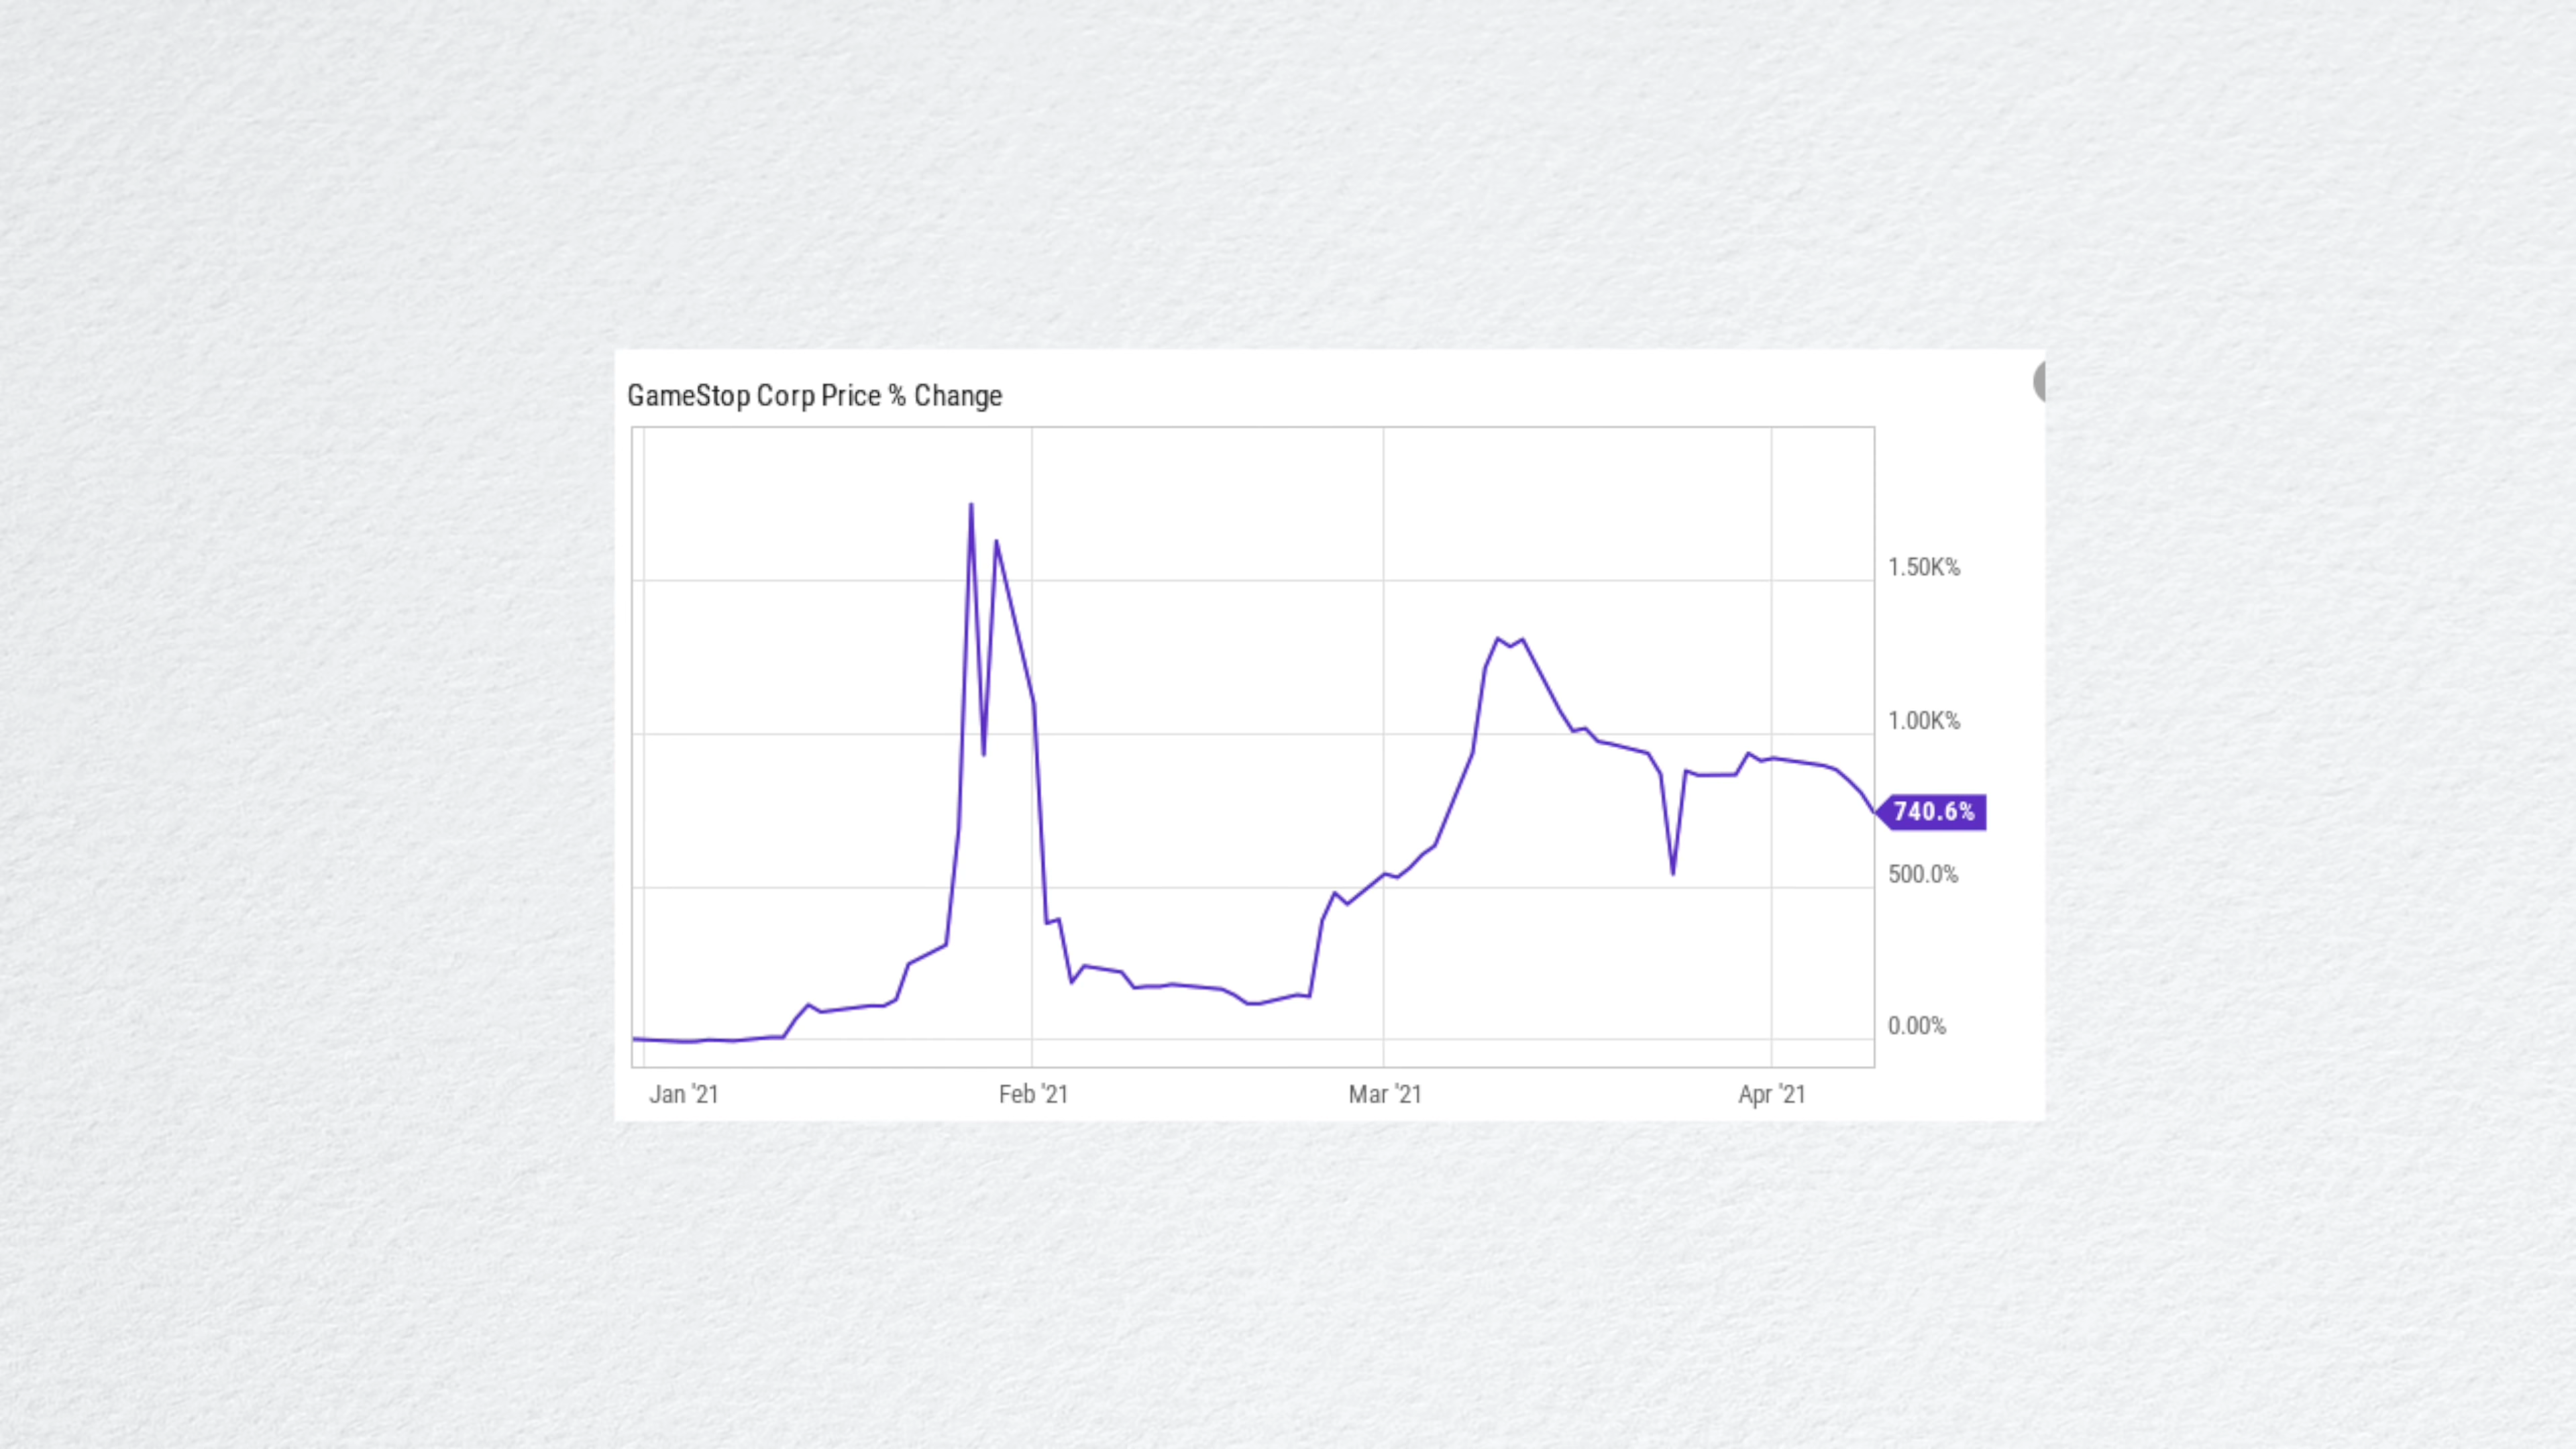 GameStop Corp Price % Change
1.50K%
1.00K%
740.6%
500.0%
0.00%
Jan '21 Feb '21 Mar '21 Apr '21